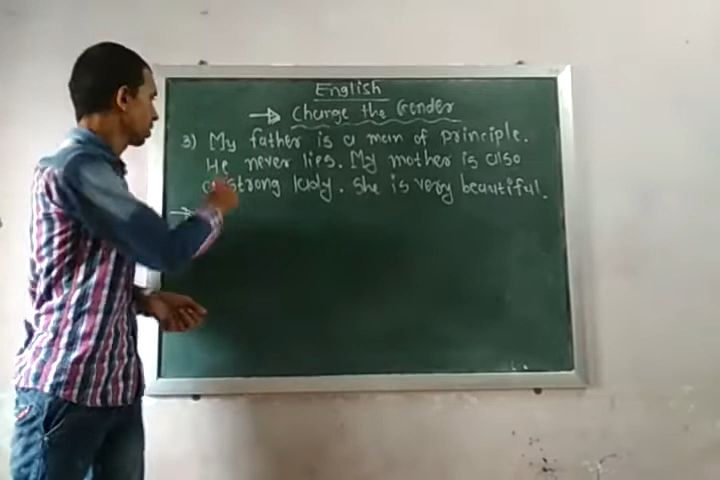 English
→ Change the Gender
3) My father is a man of principle.
He never lies. My mother is also
a strong lady. She is very beautiful.
→